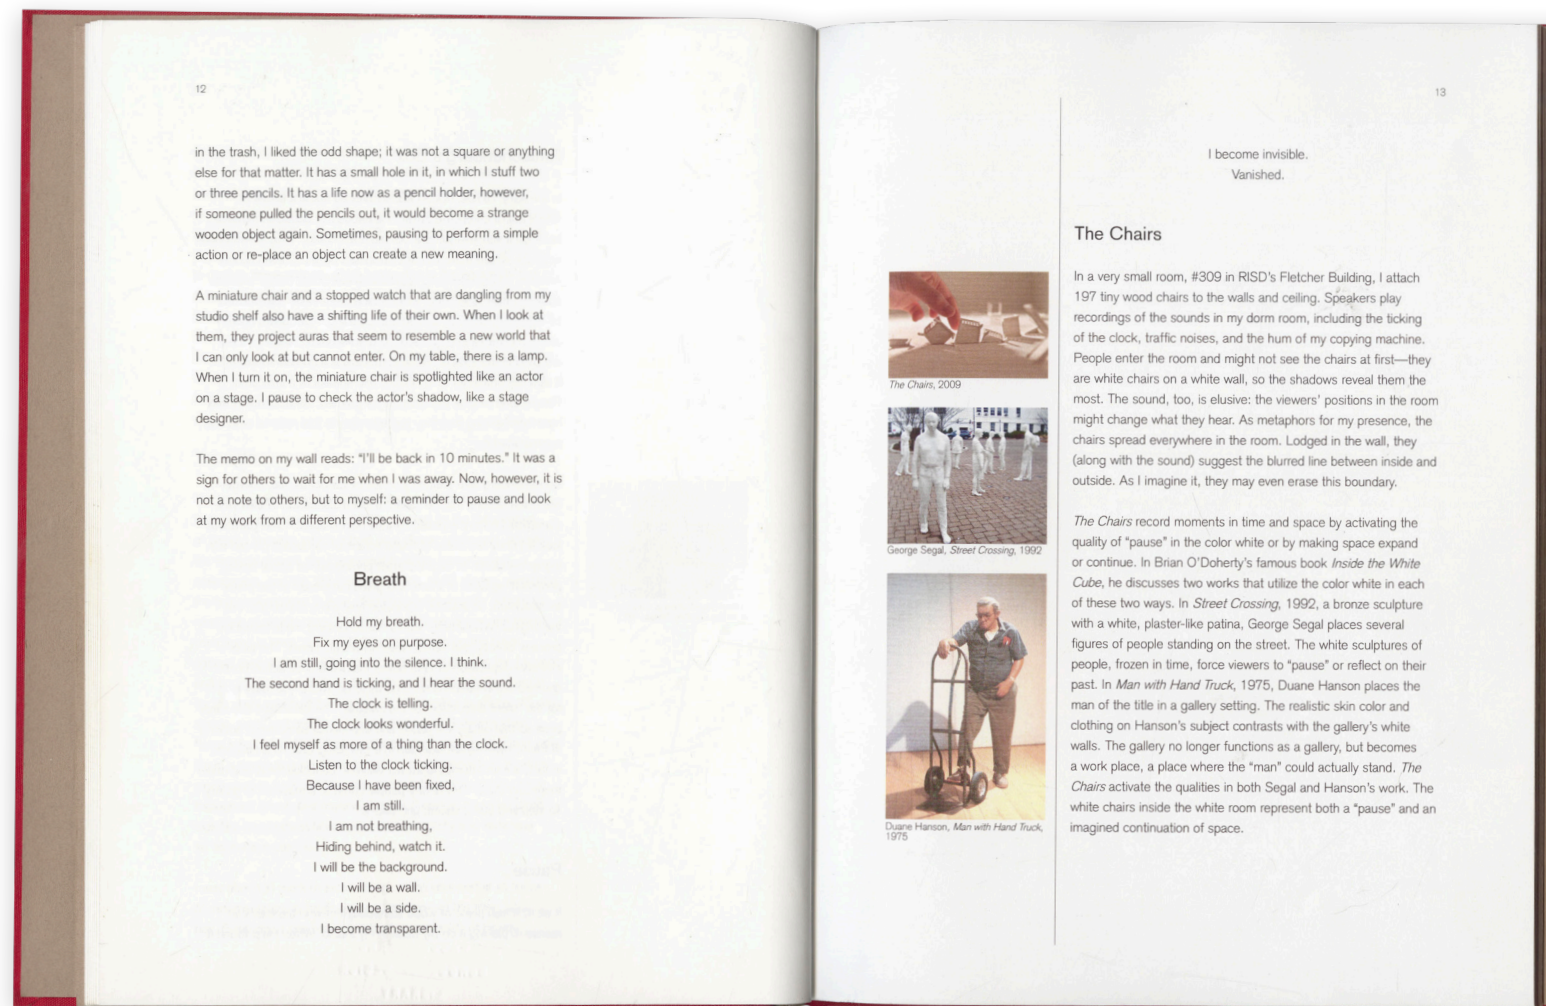 12
in the trash, I liked the odd shape; it was not a square or anything
else for that matter. It has a small hole in it, in which I stuff two
or three pencils. It has a life now as a pencil holder, however,
if someone pulled the pencils out, it would become a strange
wooden object again. Sometimes, pausing to perform a simple
action or re-place an object can create a new meaning.
A miniature chair and a stopped watch that are dangling from my
studio shelf also have a shifting life of their own. When I look at
them, they project auras that seem to resemble a new world that
I can only look at but cannot enter. On my table, there is a lamp.
When I turn it on, the miniature chair is spotlighted like an actor
on a stage. I pause to check the actor's shadow, like a stage
designer.
The memo on my wall reads: "I'll be back in 10 minutes." It was a
sign for others to wait for me when I was away. Now, however, it is
not a note to others, but to myself: a reminder to pause and look
at my work from a different perspective.
Breath
Hold my breath.
Fix my eyes on purpose.
I am still, going into the silence. I think.
The second hand is ticking, and I hear the sound.
The clock is telling.
The clock looks wonderful.
I feel myself as more of a thing than the clock.
Listen to the clock ticking.
Because I have been fixed,
I am still.
I am not breathing,
Hiding behind, watch it.
I will be the background.
I will be a wall.
I will be a side.
I become transparent.
13
I become invisible.
Vanished.
The Chairs
In a very small room, #309 in RISD's Fletcher Building, I attach
197 tiny wood chairs to the walls and ceiling. Speakers play
recordings of the sounds in my dorm room, including the ticking
of the clock, traffic noises, and the hum of my copying machine.
People enter the room and might not see the chairs at first—they
are white chairs on a white wall, so the shadows reveal them the
most. The sound, too, is elusive: the viewers' positions in the room
might change what they hear. As metaphors for my presence, the
chairs spread everywhere in the room. Lodged in the wall, they
(along with the sound) suggest the blurred line between inside and
outside. As I imagine it, they may even erase this boundary.
The Chairs record moments in time and space by activating the
quality of "pause" in the color white or by making space expand
or continue. In Brian O'Doherty's famous book Inside the White
Cube, he discusses two works that utilize the color white in each
of these two ways. In Street Crossing, 1992, a bronze sculpture
with a white, plaster-like patina, George Segal places several
figures of people standing on the street. The white sculptures of
people, frozen in time, force viewers to "pause" or reflect on their
past. In Man with Hand Truck, 1975, Duane Hanson places the
man of the title in a gallery setting. The realistic skin color and
clothing on Hanson's subject contrasts with the gallery's white
walls. The gallery no longer functions as a gallery, but becomes
a work place, a place where the "man" could actually stand. The
Chairs activate the qualities in both Segal and Hanson's work. The
white chairs inside the white room represent both a "pause" and an
imagined continuation of space.
The Chairs, 2009
George Segal, Street Crossing, 1992
Duane Hanson, Man with Hand Truck,
1975